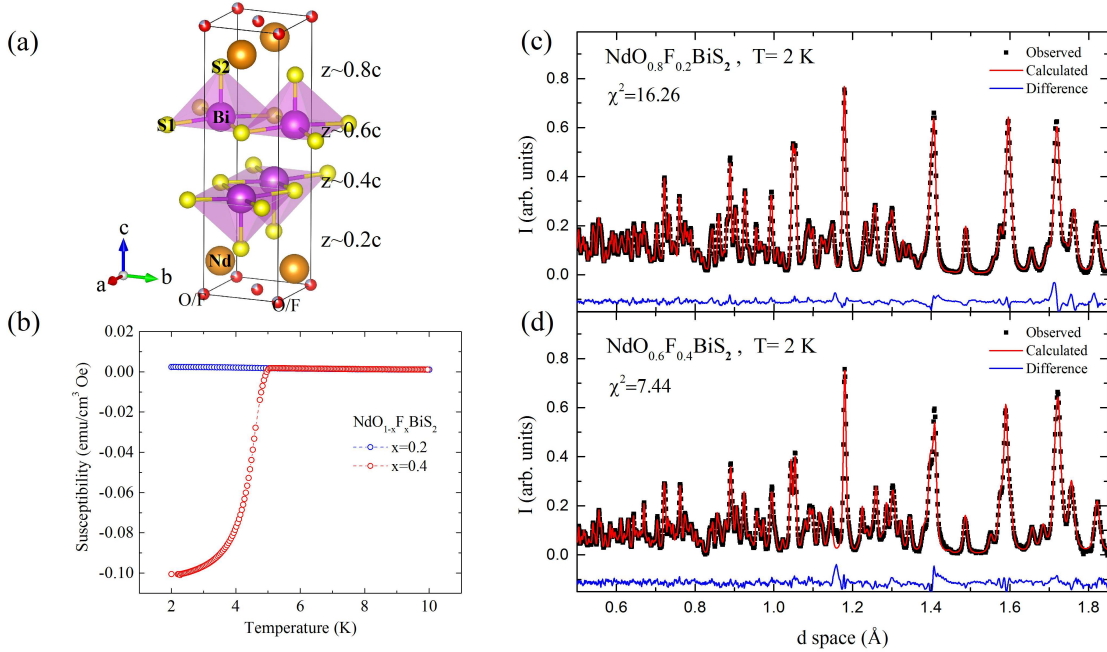 (a)
z~0.8c
S2
S1
Bi
z~0.6c
z~0.4c
z~0.2c
c
a
b
Nd
O/F
O/F
(b)
0.02
0.00
-0.02
-0.04
-0.06
-0.08
-0.10
Susceptibility (emu/cm³ Oe)
NdO₁₋ₓFₓBiS₂
x=0.2
x=0.4
2
4
6
8
10
Temperature (K)
(c)
NdO₀.₈F₀.₂BiS₂ , T= 2 K
χ²=16.26
Observed
Calculated
Difference
1.0
0.8
0.6
0.4
0.2
0.0
I (arb. units)
(d)
NdO₀.₆F₀.₄BiS₂ , T= 2 K
χ²=7.44
Observed
Calculated
Difference
1.0
0.8
0.6
0.4
0.2
0.0
I (arb. units)
0.6
0.8
1.0
1.2
1.4
1.6
1.8
d space (Å)